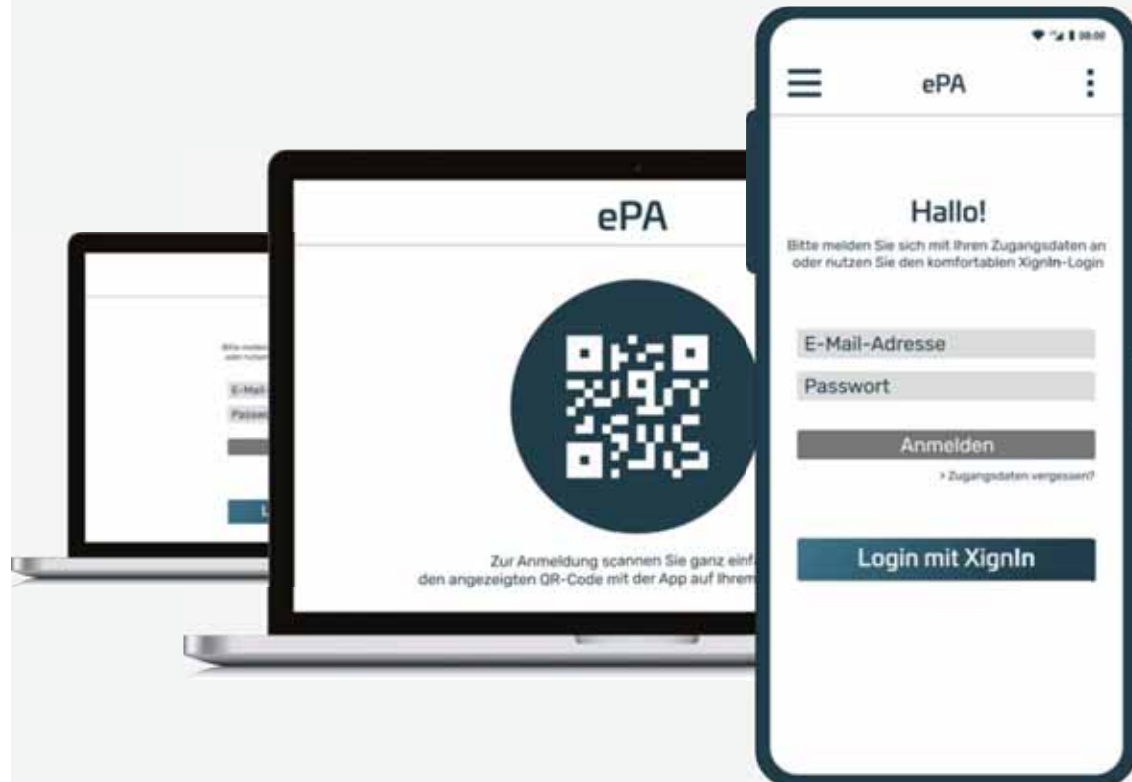 ePA
Hallo!
Bitte melden Sie sich mit Ihren Zugangsdaten an
oder nutzen Sie den komfortablen XignIn-Login
E-Mail-Adresse
Passwort
Anmelden
> Zugangsdaten vergessen?
Login mit XignIn
ePA
Zur Anmeldung scannen Sie ganz
den angezeigten QR-Code mit der App auf Ihrem
E-Mail